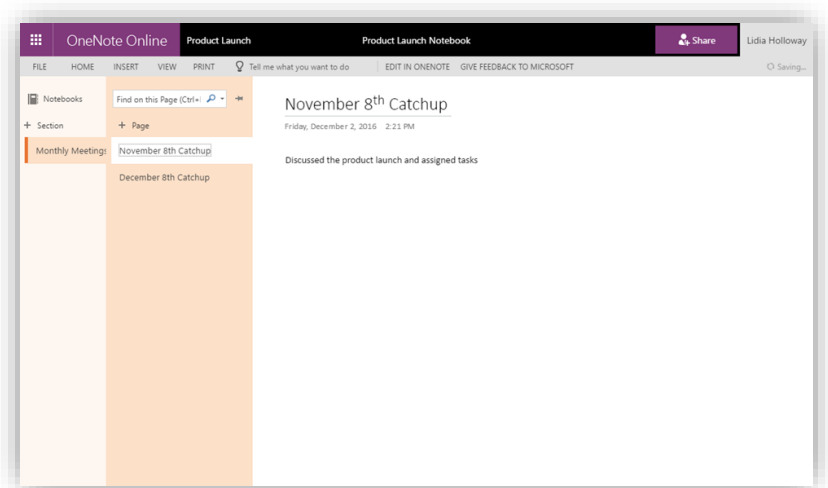 OneNote Online Product Launch Product Launch Notebook Share Lidia Holloway
FILE HOME INSERT VIEW PRINT Tell me what you want to do EDIT IN ONENOTE GIVE FEEDBACK TO MICROSOFT Saving...
Notebooks
+ Section
Monthly Meetings
Find on this Page (Ctrl+
+ Page
November 8th Catchup
December 8th Catchup
November 8th Catchup
Friday, December 2, 2016 2:21 PM
Discussed the product launch and assigned tasks